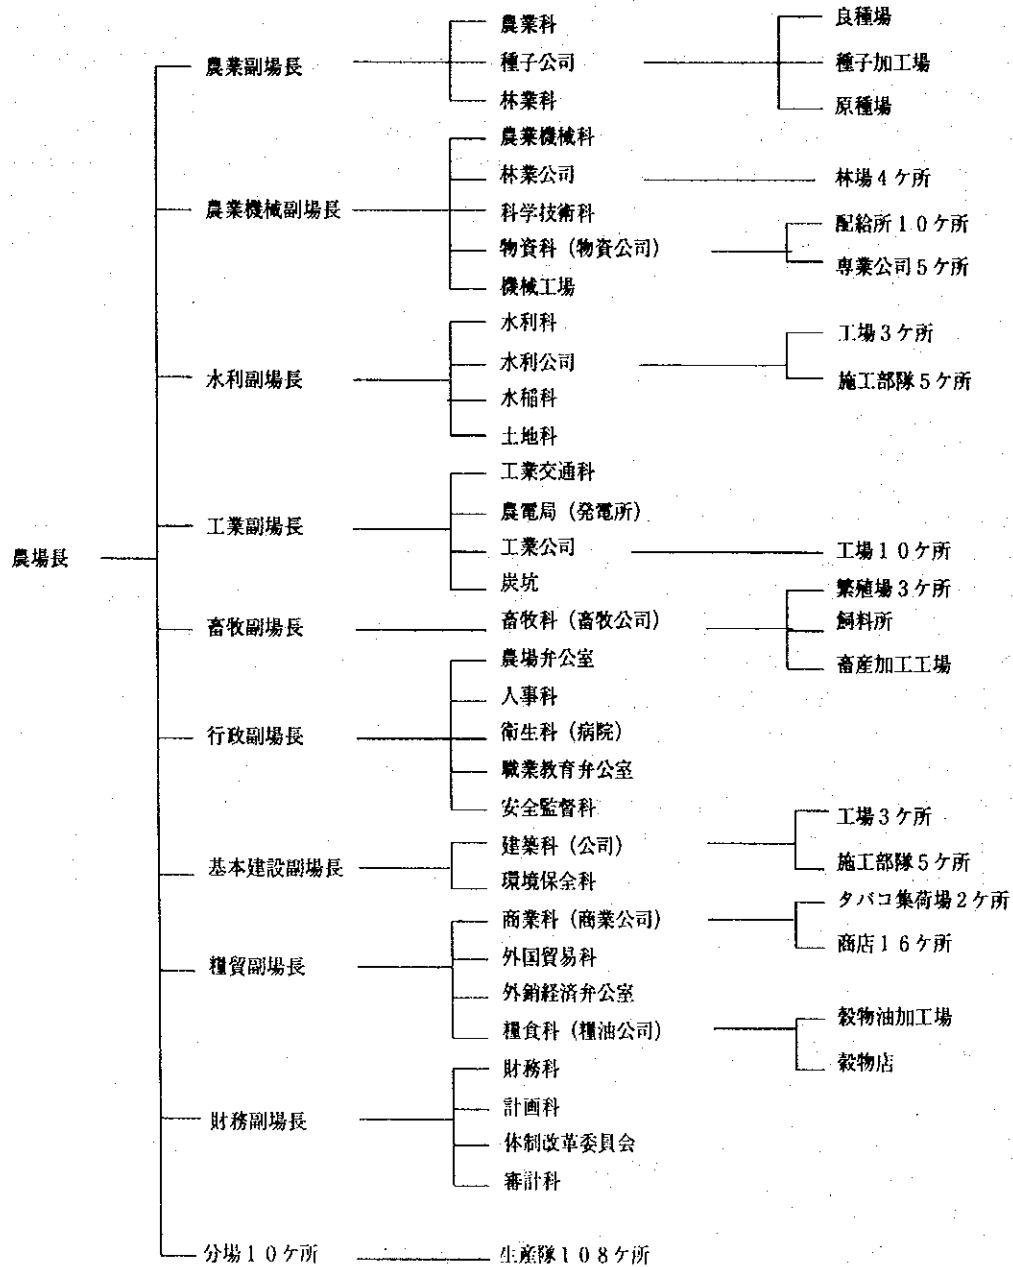 農場長
農業副場長
農業科
種子公司
良種場
種子加工場
原種場
林業科
農業機械副場長
農業機械科
林業公司
林場4ケ所
科学技術科
物資科（物資公司）
配給所10ケ所
専業公司5ケ所
機械工場
水利副場長
水利科
水利公司
工場3ケ所
施工部隊5ケ所
水稲科
土地科
工業副場長
工業交通科
農電局（発電所）
工業公司
工場10ケ所
炭坑
畜牧副場長
畜牧科（畜牧公司）
繁殖場3ケ所
飼料所
畜産加工工場
行政副場長
農場弁公室
人事科
衛生科（病院）
職業教育弁公室
安全監督科
基本建設副場長
建築科（公司）
工場3ケ所
施工部隊5ケ所
環境保全科
糧貿副場長
商業科（商業公司）
タバコ集荷場2ケ所
商店16ケ所
外国貿易科
外銷経済弁公室
糧食科（糧油公司）
穀物油加工場
穀物店
財務副場長
財務科
計画科
体制改革委員会
審計科
分場10ケ所
生産隊108ケ所